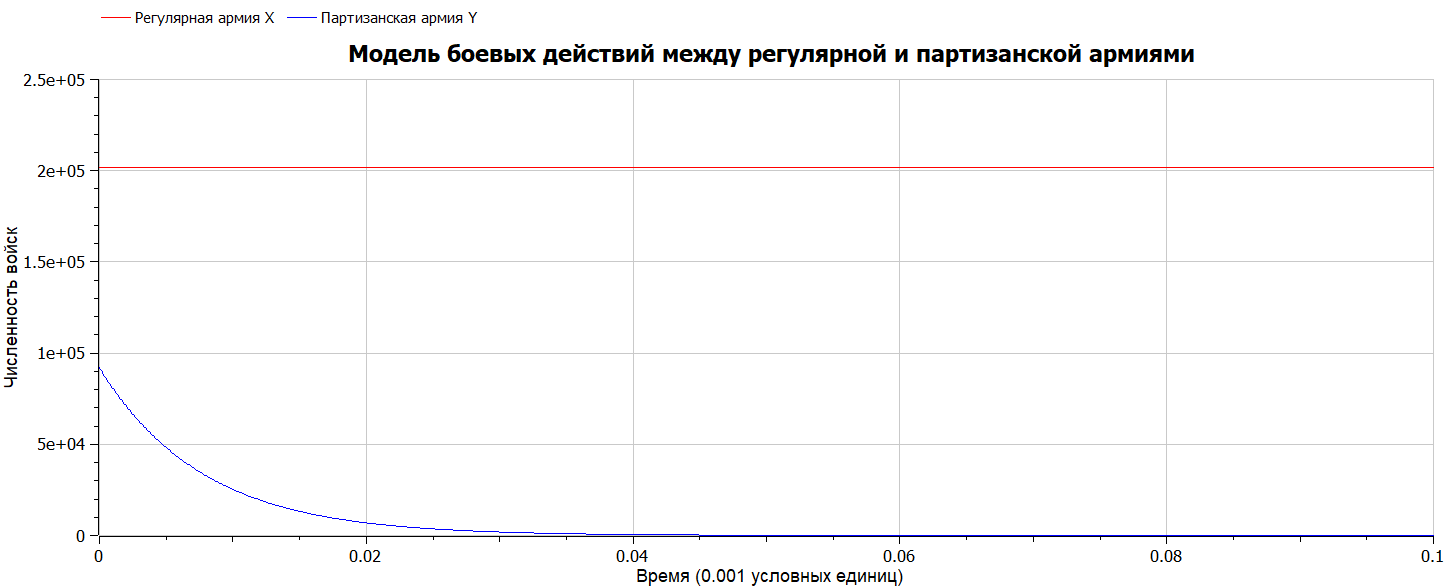 Регулярная армия X Партизанская армия Y
Модель боевых действий между регулярной и партизанской армиями
2.5e+05
2e+05
1.5e+05
1e+05
5e+04
0
Численность войск
0 0.02 0.04 0.06 0.08 0.1
Время (0.001 условных единиц)